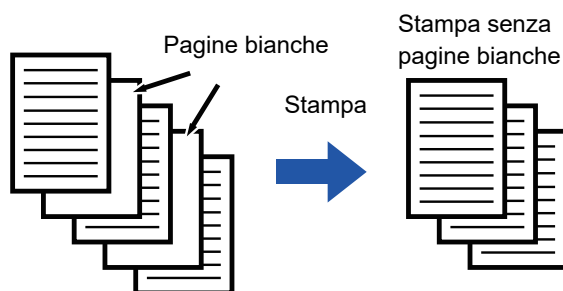 Pagine bianche
Stampa
Stampa senza
pagine bianche